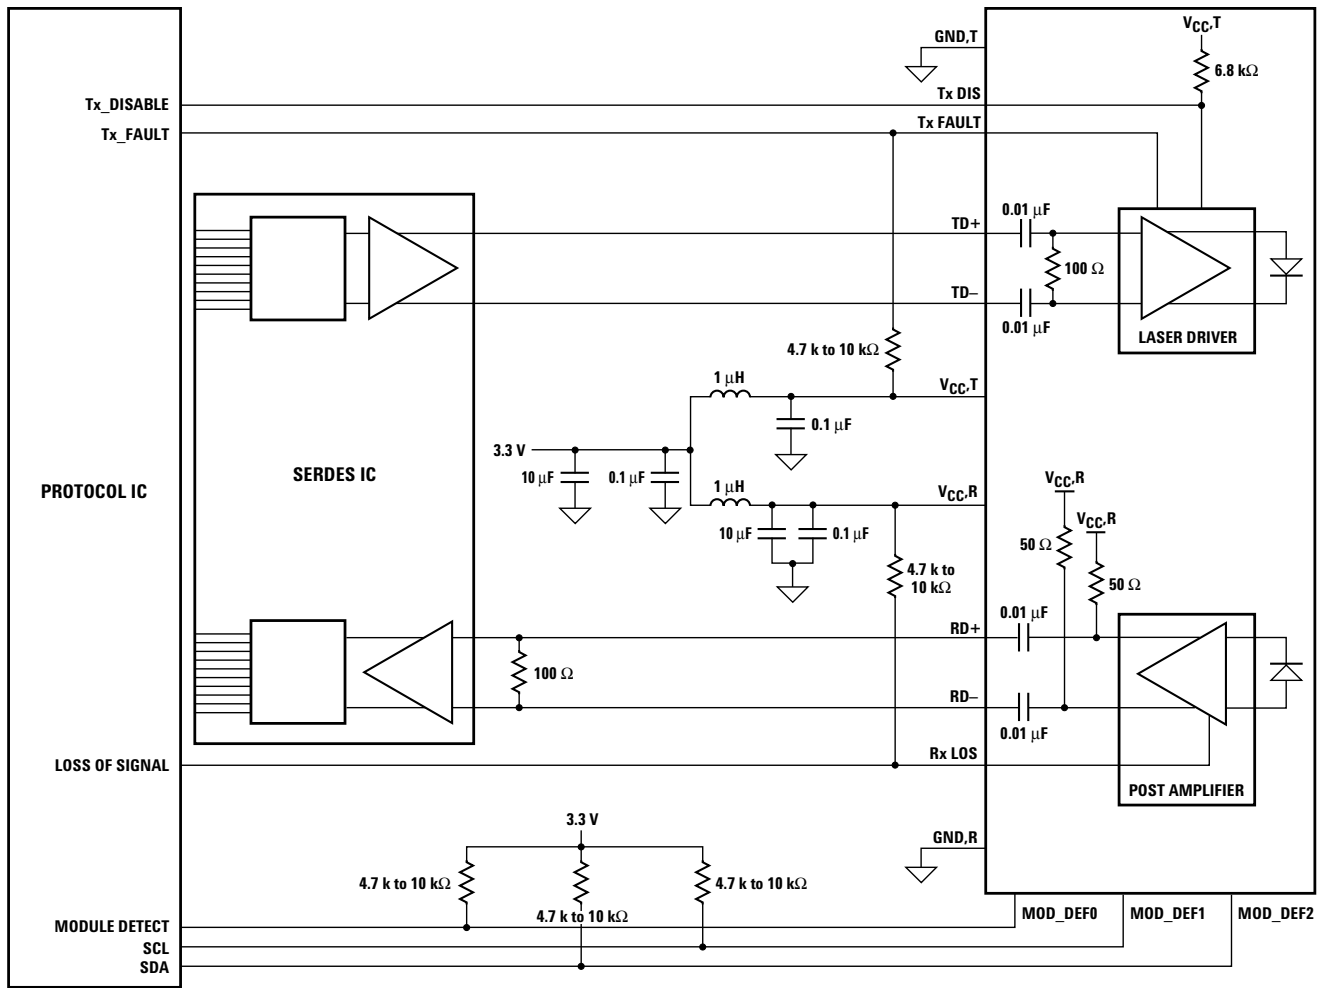 V_CC,T
GND,T
6.8 kΩ
Tx_DISABLE
Tx DIS
Tx_FAULT
Tx FAULT
0.01 µF
TD+
100 Ω
TD–
0.01 µF
LASER DRIVER
4.7 k to 10 kΩ
1 µH
V_CC,T
0.1 µF
3.3 V
SERDES IC
10 µF
0.1 µF
PROTOCOL IC
1 µH
V_CC,R
V_CC,R
V_CC,R
10 µF
0.1 µF
50 Ω
4.7 k to
10 kΩ
50 Ω
0.01 µF
RD+
100 Ω
RD–
0.01 µF
LOSS OF SIGNAL
Rx LOS
POST AMPLIFIER
3.3 V
GND,R
4.7 k to 10 kΩ
4.7 k to 10 kΩ
4.7 k to 10 kΩ
MODULE DETECT
MOD_DEF0
MOD_DEF1
MOD_DEF2
SCL
SDA